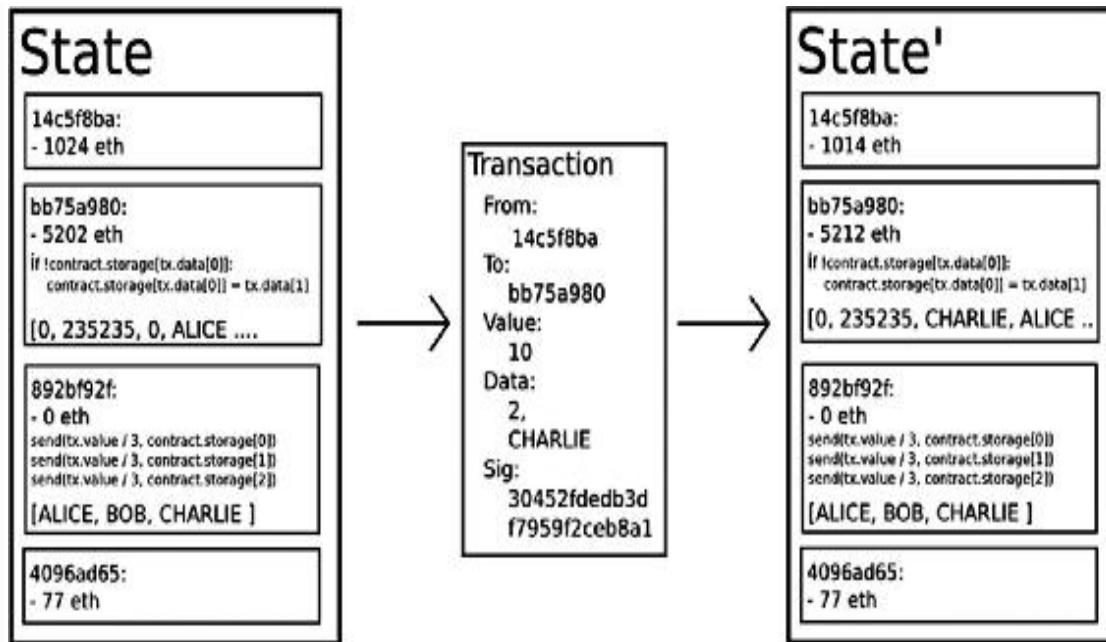 State
14c5f8ba:
- 1024 eth
bb75a980:
- 5202 eth
if !contract.storage[tx.data[0]]:
contract.storage[tx.data[0]] = tx.data[1]
[0, 235235, 0, ALICE ....
892bf92f:
- 0 eth
send(tx.value / 3, contract.storage[0])
send(tx.value / 3, contract.storage[1])
send(tx.value / 3, contract.storage[2])
[ALICE, BOB, CHARLIE ]
4096ad65:
- 77 eth
Transaction
From:
14c5f8ba
To:
bb75a980
Value:
10
Data:
2,
CHARLIE
Sig:
30452fdedb3d
f7959f2ceb8a1
State'
14c5f8ba:
- 1014 eth
bb75a980:
- 5212 eth
if !contract.storage[tx.data[0]]:
contract.storage[tx.data[0]] = tx.data[1]
[0, 235235, CHARLIE, ALICE ..
892bf92f:
- 0 eth
send(tx.value / 3, contract.storage[0])
send(tx.value / 3, contract.storage[1])
send(tx.value / 3, contract.storage[2])
[ALICE, BOB, CHARLIE ]
4096ad65:
- 77 eth